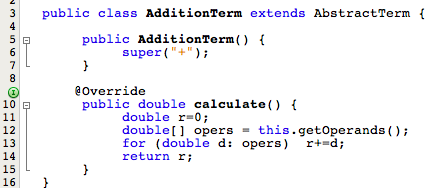 2
3 public class AdditionTerm extends AbstractTerm {
4
5 public AdditionTerm() {
6 super("+");
7 }
8
@Override
10 public double calculate() {
11 double r=0;
12 double[] opers = this.getOperands();
13 for (double d: opers)  r+=d;
14 return r;
15 }
16 }